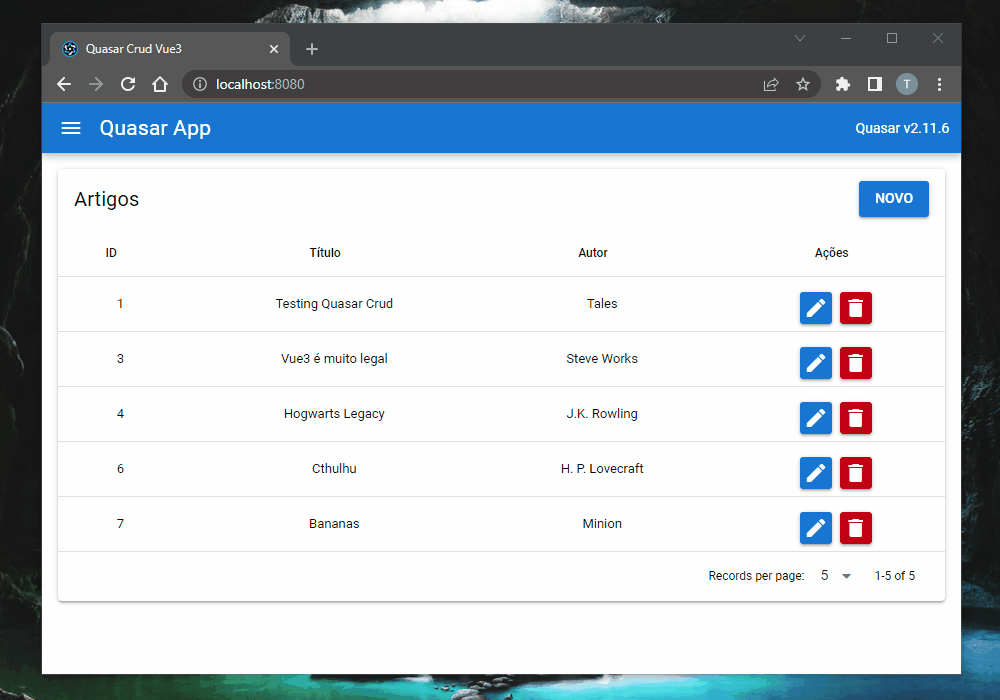 Quasar Crud Vue3
localhost:8080
T
Quasar App
Quasar v2.11.6
Artigos
NOVO
ID Título Autor Ações
1 Testing Quasar Crud Tales
3 Vue3 é muito legal Steve Works
4 Hogwarts Legacy J.K. Rowling
6 Cthulhu H. P. Lovecraft
7 Bananas Minion
Records per page: 5 1-5 of 5